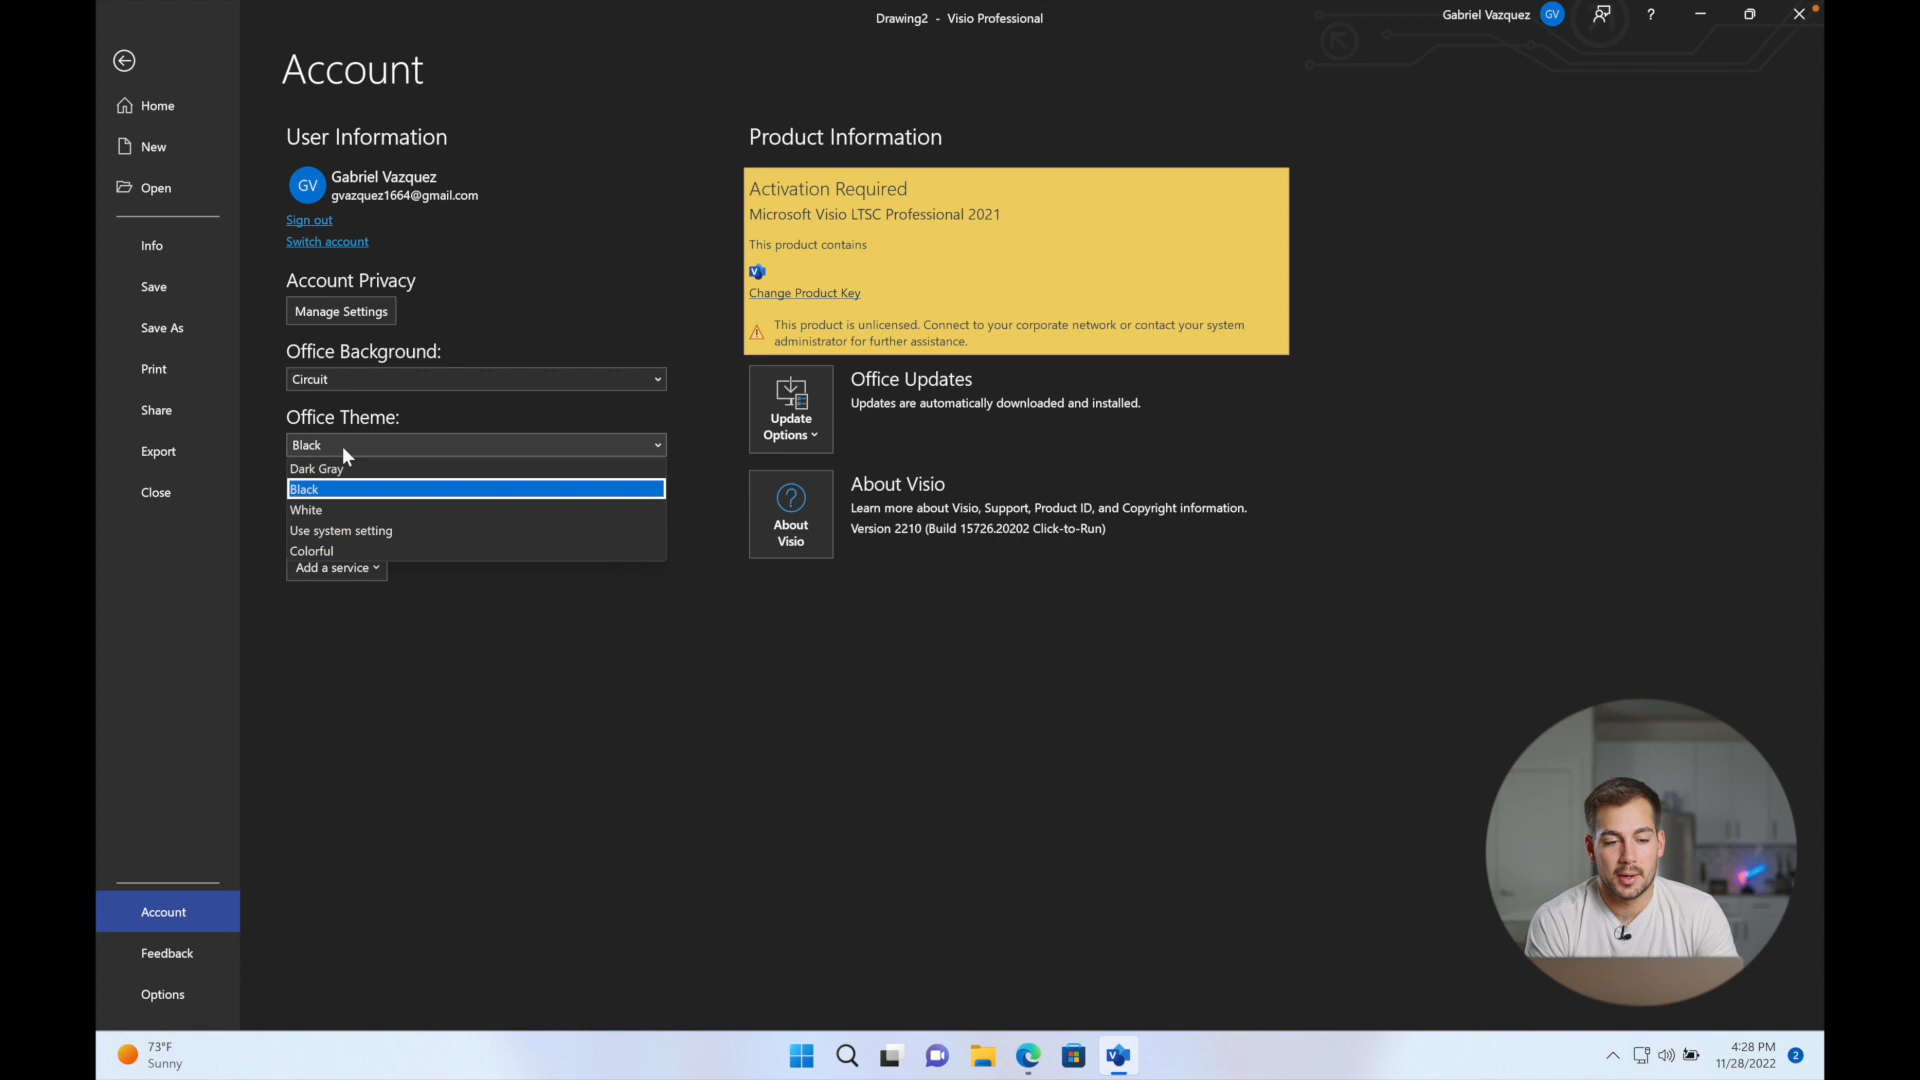 Drawing2 - Visio Professional
Gabriel Vazquez GV ?
Account
Home
New
Open
Info
Save
Save As
Print
Share
Export
Close
Account
Feedback
Options
User Information
GV
Gabriel Vazquez
gvazquez1664@gmail.com
Sign out
Switch account
Account Privacy
Manage Settings
Office Background:
Circuit
Office Theme:
Black
Dark Gray
Black
White
Use system setting
Colorful
Add a service
Product Information
Activation Required
Microsoft Visio LTSC Professional 2021
This product contains
V
Change Product Key
This product is unlicensed. Connect to your corporate network or contact your system
administrator for further assistance.
Update
Options
Office Updates
Updates are automatically downloaded and installed.
?
About
Visio
About Visio
Learn more about Visio, Support, Product ID, and Copyright information.
Version 2210 (Build 15726.20202 Click-to-Run)
73°F
Sunny
V
4:28 PM
11/28/2022
2